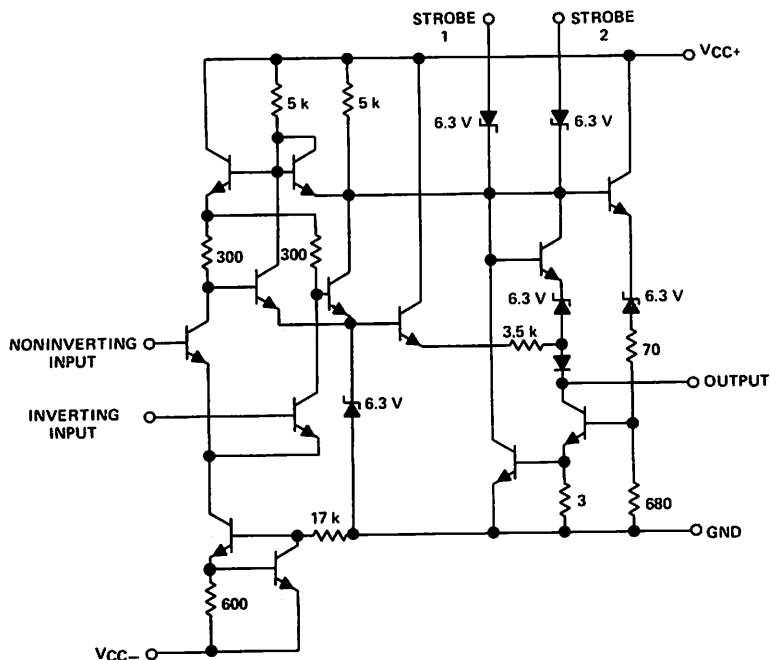 STROBE
1
STROBE
2
VCC+
5 k
5 k
6.3 V
6.3 V
300
300
6.3 V
6.3 V
NONINVERTING
INPUT
3.5 k
70
OUTPUT
INVERTING
INPUT
6.3 V
17 k
3
680
GND
600
VCC–